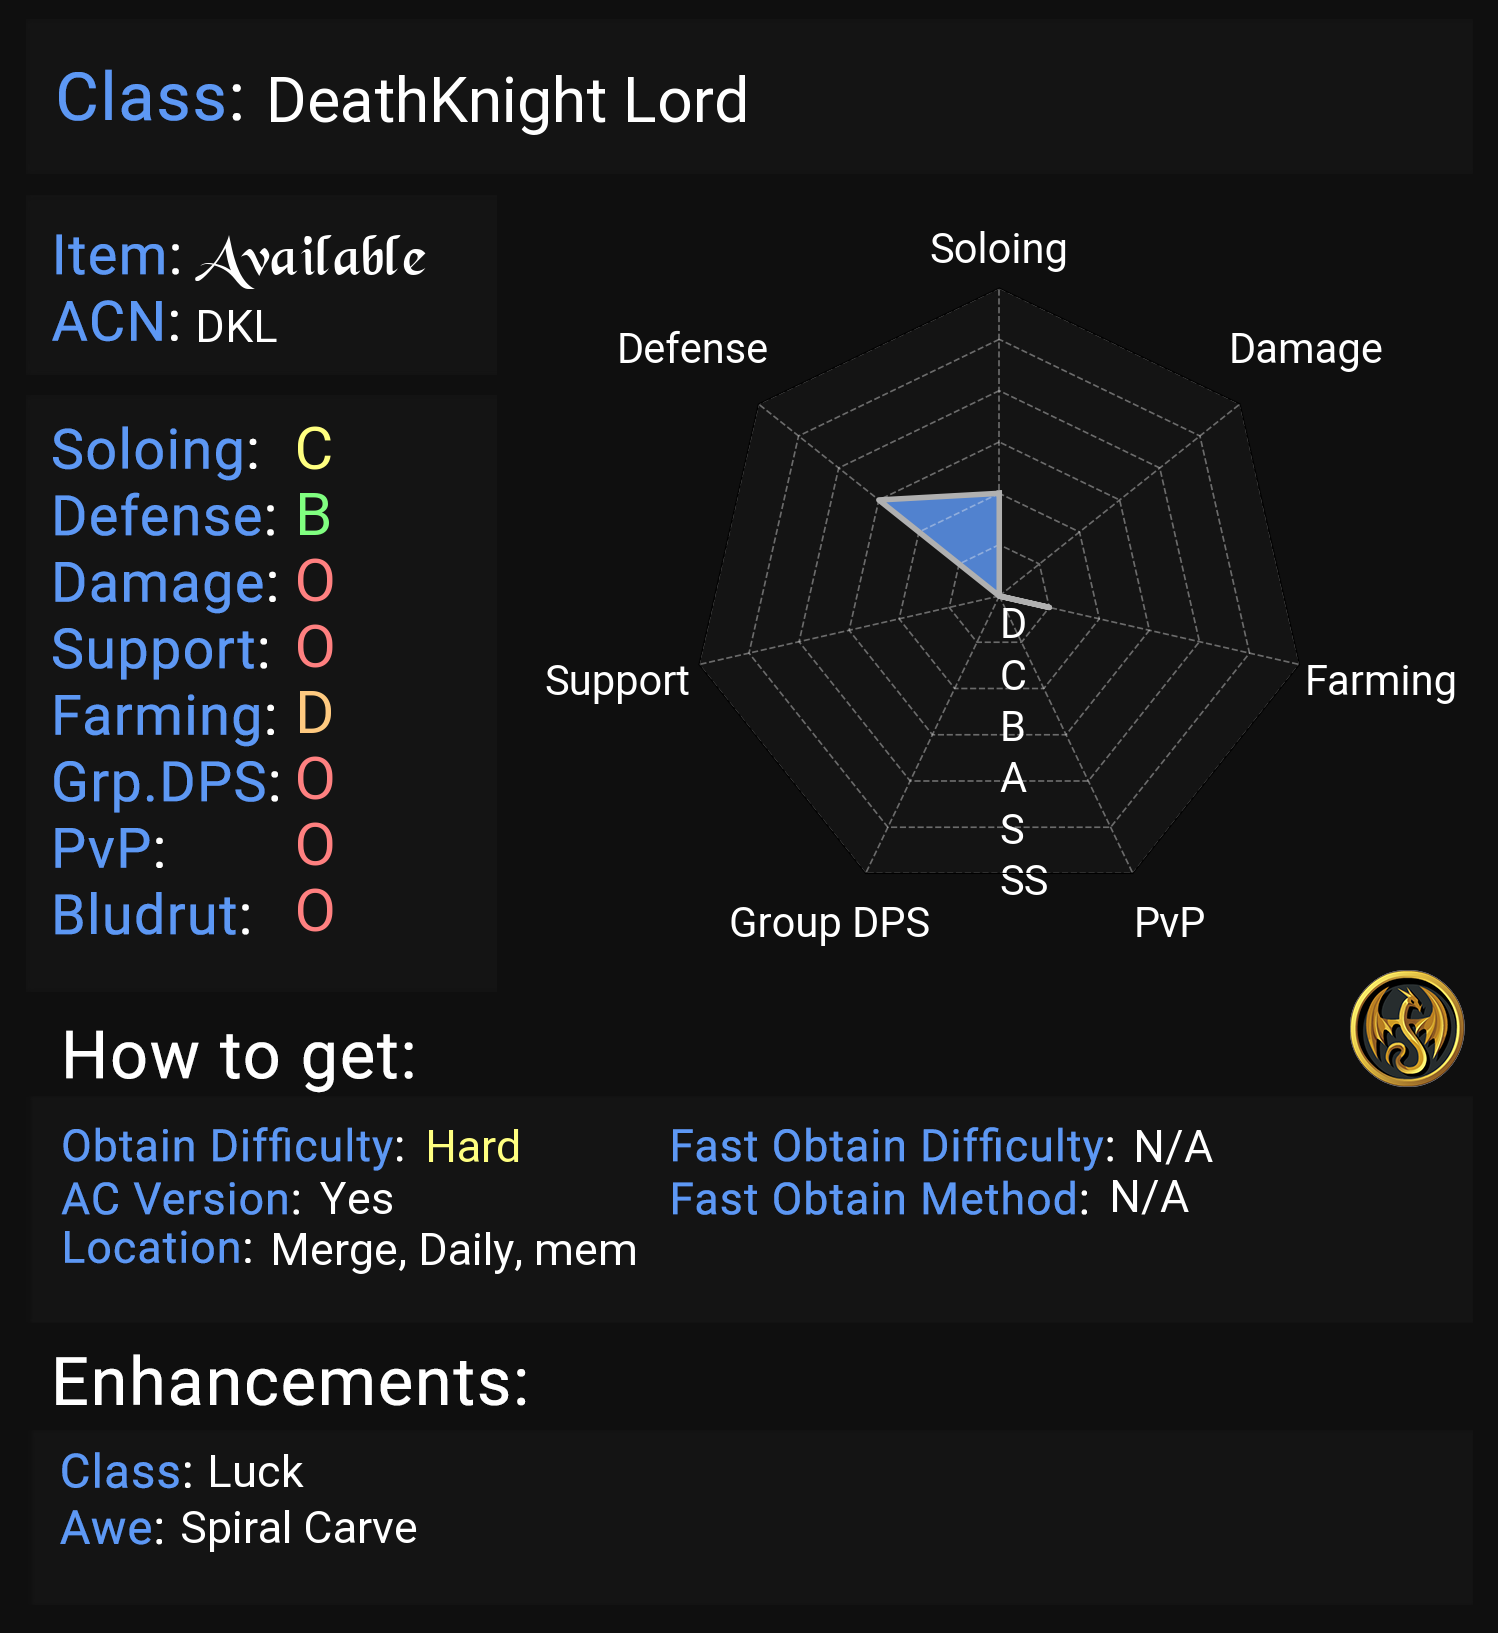 Class: DeathKnight Lord
Item: Available
ACN: DKL
Soloing: C
Defense: B
Damage: O
Support: O
Farming: D
Grp.DPS: O
PvP: O
Bludrut: O
Soloing
Defense
Damage
Support
Farming
Group DPS
PvP
D
C
B
A
S
SS
How to get:
Obtain Difficulty: Hard
AC Version: Yes
Location: Merge, Daily, mem
Fast Obtain Difficulty: N/A
Fast Obtain Method: N/A
Enhancements:
Class: Luck
Awe: Spiral Carve